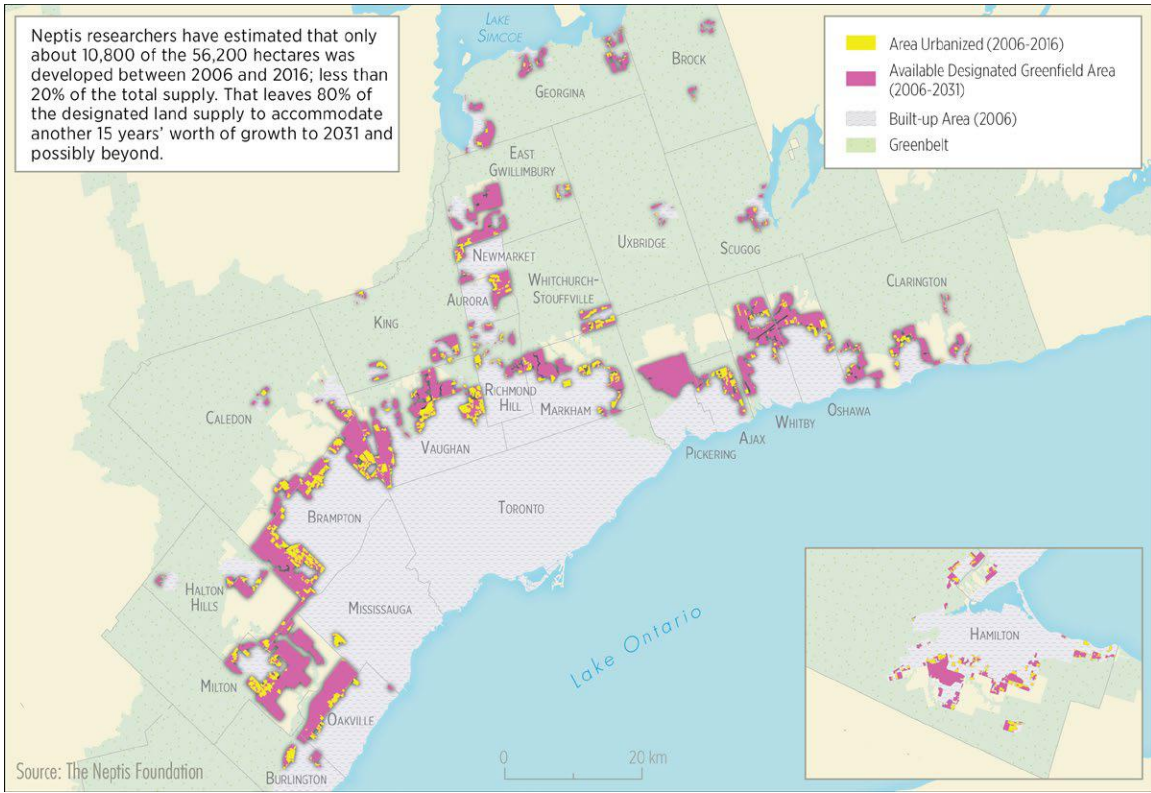 Neptis researchers have estimated that only
about 10,800 of the 56,200 hectares was
developed between 2006 and 2016; less than
20% of the total supply. That leaves 80% of
the designated land supply to accommodate
another 15 years' worth of growth to 2031 and
possibly beyond.
LAKE
SIMCOE
Area Urbanized (2006-2016)
Available Designated Greenfield Area
(2006-2031)
Built-up Area (2006)
Greenbelt
BROCK
GEORGINA
EAST
GWILLIMBURY
UXBRIDGE
SCUGOG
NEWMARKET
WHITCHURCH-
STOUFFVILLE
CLARINGTON
AURORA
KING
RICHMOND
HILL
MARKHAM
CALEDON
VAUGHAN
OSHAWA
WHITBY
AJAX
PICKERING
TORONTO
BRAMPTON
HALTON
HILLS
MISSISSAUGA
Lake Ontario
HAMILTON
MILTON
OAKVILLE
BURLINGTON
0 20 km
Source: The Neptis Foundation